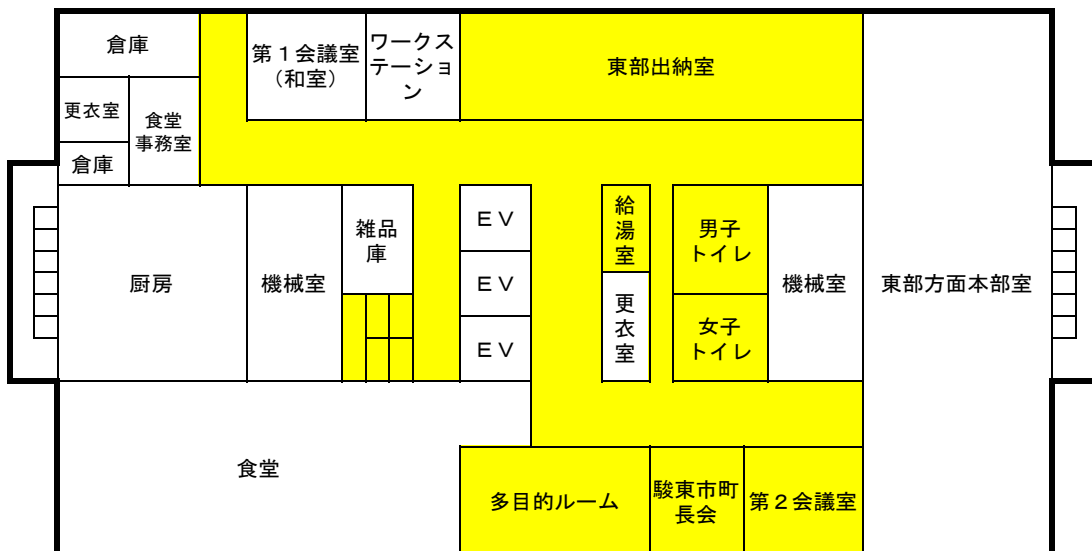 倉庫
第１会議室
（和室）
ワークス
テーショ
ン
東部出納室
更衣室
食堂
事務室
倉庫
厨房
機械室
雑品
庫
ＥＶ
ＥＶ
ＥＶ
給
湯
室
更
衣
室
男子
トイレ
女子
トイレ
機械室
東部方面本部室
食堂
多目的ルーム
駿東市町
長会
第２会議室